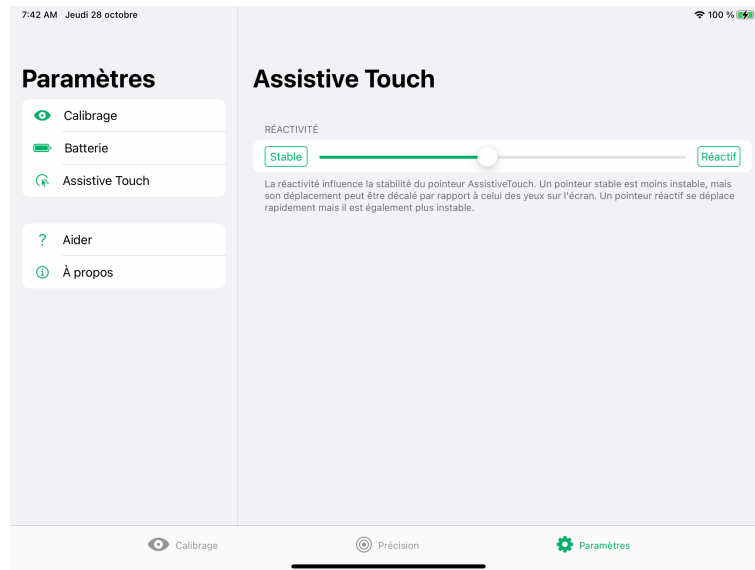 7:42 AM Jeudi 28 octobre
100 %
Paramètres
Calibrage
Batterie
Assistive Touch
Aider
À propos
Assistive Touch
RÉACTIVITÉ
Stable
Réactif
La réactivité influence la stabilité du pointeur AssistiveTouch. Un pointeur stable est moins instable, mais
son déplacement peut être décalé par rapport à celui des yeux sur l'écran. Un pointeur réactif se déplace
rapidement mais il est également plus instable.
Calibrage
Précision
Paramètres